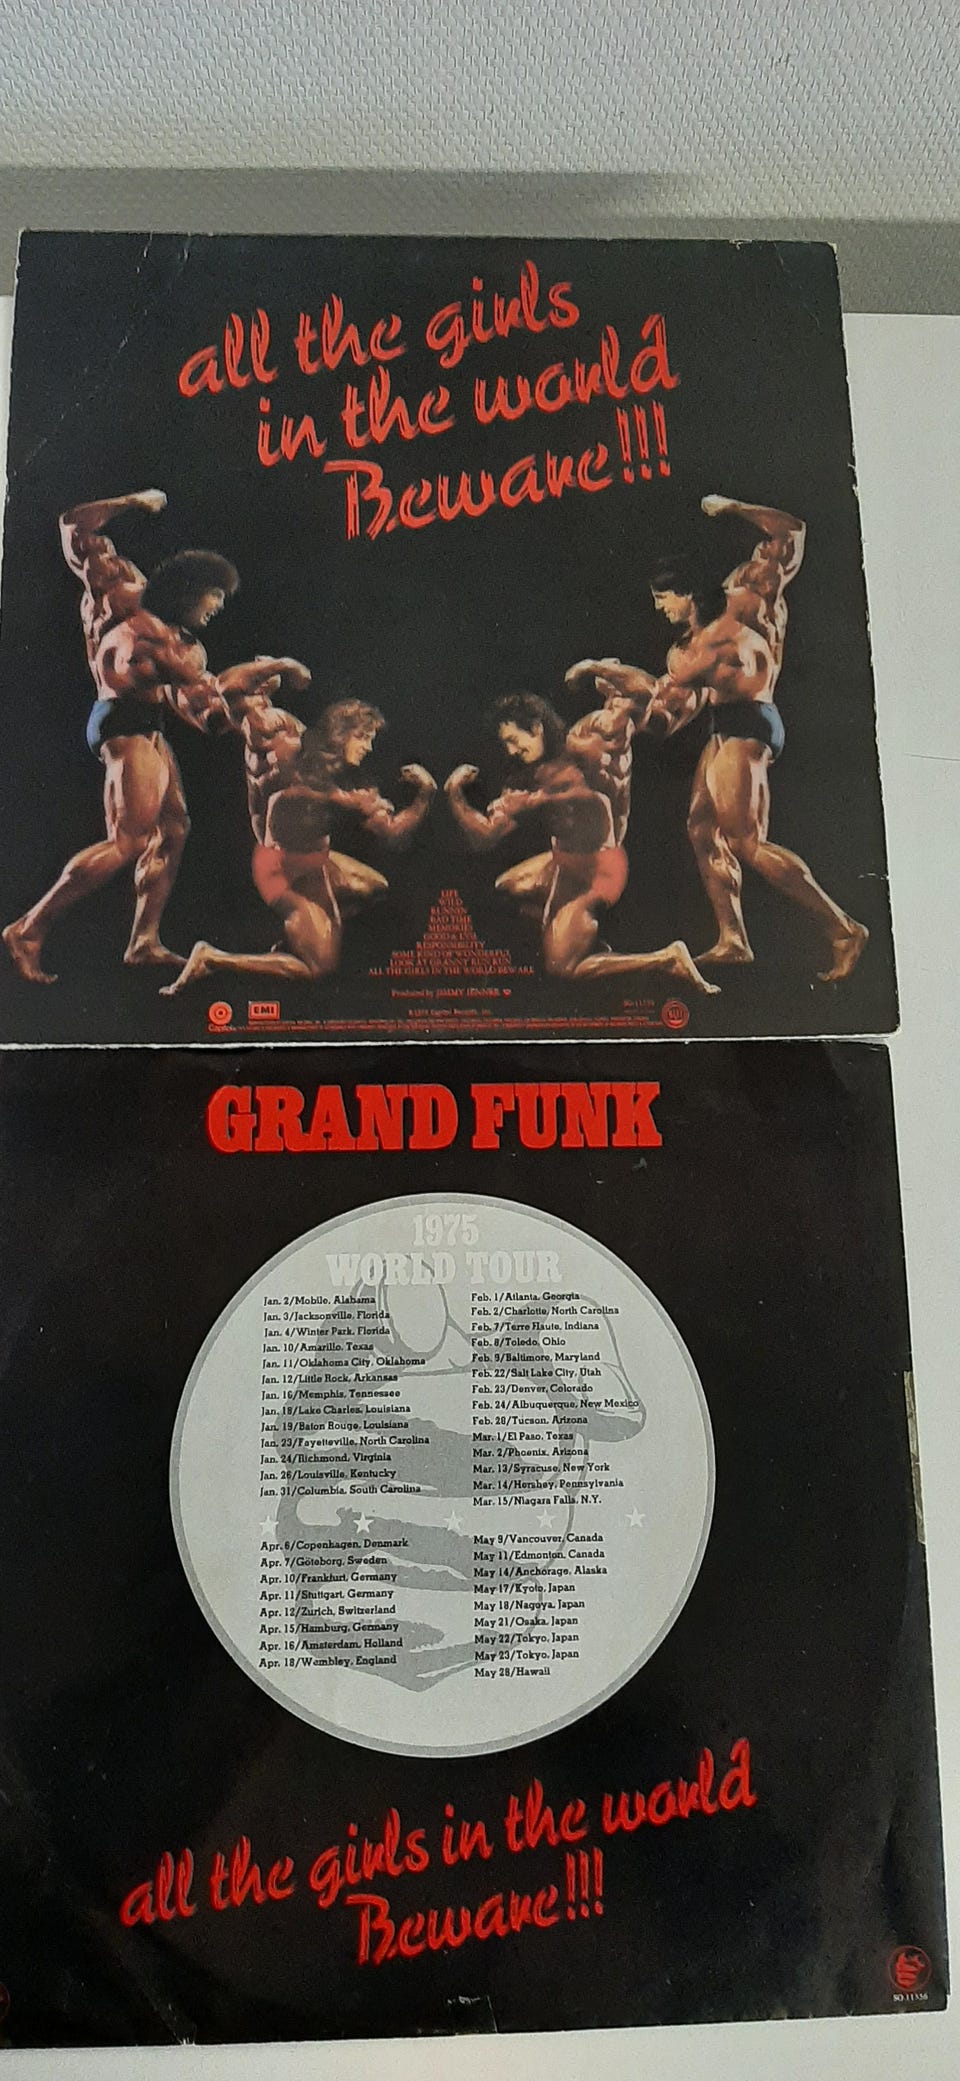 all the girls
in the world
Beware!!!
LIFE
WILD
RUNNIN
BAD TIME
MEMORIES
GOOD & EVIL
RESPONSIBILITY
SOME KIND OF WONDERFUL
LOOK AT GRANNY RUN RUN
ALL THE GIRLS IN THE WORLD BEWARE
Produced by JIMMY IENNER
Capitol Records, Inc.
Capitol
EMI
GRAND FUNK
1975
WORLD TOUR
Jan. 2/Mobile, Alabama
Jan. 3/Jacksonville, Florida
Jan. 4/Winter Park, Florida
Jan. 10/Amarillo, Texas
Jan. 11/Oklahoma City, Oklahoma
Jan. 12/Little Rock, Arkansas
Jan. 16/Memphis, Tennessee
Jan. 18/Lake Charles, Louisiana
Jan. 19/Baton Rouge, Louisiana
Jan. 23/Fayetteville, North Carolina
Jan. 24/Richmond, Virginia
Jan. 26/Louisville, Kentucky
Jan. 31/Columbia, South Carolina
Feb. 1/Atlanta, Georgia
Feb. 2/Charlotte, North Carolina
Feb. 7/Terre Haute, Indiana
Feb. 8/Toledo, Ohio
Feb. 9/Baltimore, Maryland
Feb. 22/Salt Lake City, Utah
Feb. 23/Denver, Colorado
Feb. 24/Albuquerque, New Mexico
Feb. 28/Tucson, Arizona
Mar. 1/El Paso, Texas
Mar. 2/Phoenix, Arizona
Mar. 13/Syracuse, New York
Mar. 14/Hershey, Pennsylvania
Mar. 15/Niagara Falls, N.Y.
Apr. 6/Copenhagen, Denmark
Apr. 7/Göteborg, Sweden
Apr. 10/Frankfurt, Germany
Apr. 11/Stuttgart, Germany
Apr. 12/Zurich, Switzerland
Apr. 15/Hamburg, Germany
Apr. 16/Amsterdam, Holland
Apr. 18/Wembley, England
May 9/Vancouver, Canada
May 11/Edmonton, Canada
May 14/Anchorage, Alaska
May 17/Kyoto, Japan
May 18/Nagoya, Japan
May 21/Osaka, Japan
May 22/Tokyo, Japan
May 23/Tokyo, Japan
May 28/Hawaii
all the girls in the world
Beware!!!
SO 11356